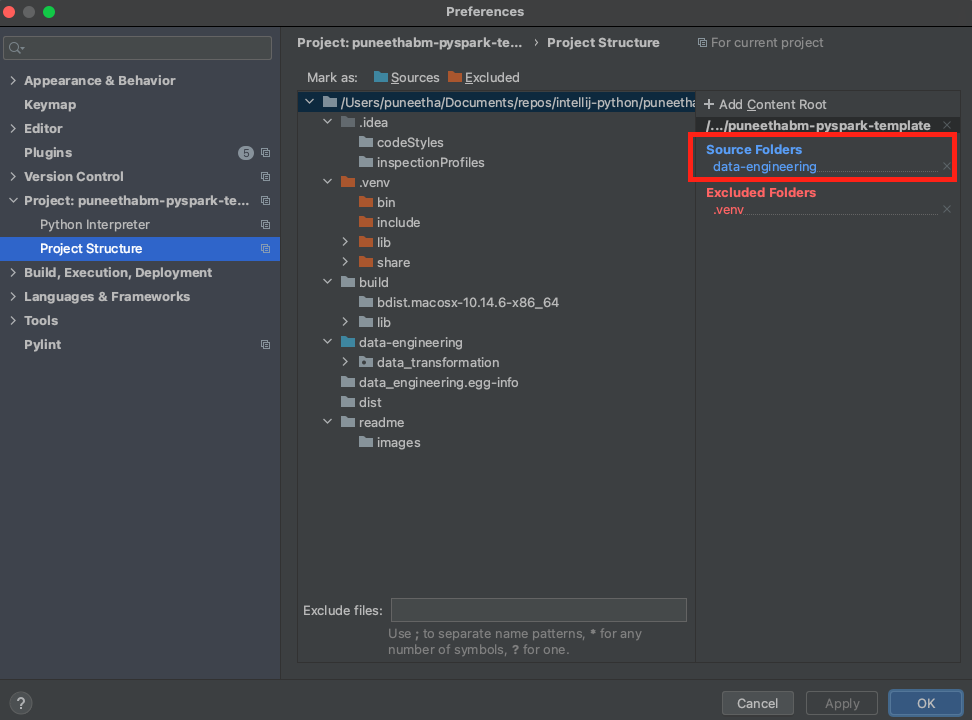 Preferences
Project: puneethabm-pyspark-te... › Project Structure
For current project
Appearance & Behavior
Keymap
Editor
Plugins 5
Version Control
Project: puneethabm-pyspark-te...
Python Interpreter
Project Structure
Build, Execution, Deployment
Languages & Frameworks
Tools
Pylint
Mark as: Sources Excluded
/Users/puneetha/Documents/repos/intellij-python/puneetha
.idea
codeStyles
inspectionProfiles
.venv
bin
include
lib
share
build
bdist.macosx-10.14.6-x86_64
lib
data-engineering
data_transformation
data_engineering.egg-info
dist
readme
images
+ Add Content Root
/.../puneethabm-pyspark-template
Source Folders
data-engineering
Excluded Folders
.venv
Exclude files:
Use ; to separate name patterns, * for any
number of symbols, ? for one.
?
Cancel
Apply
OK